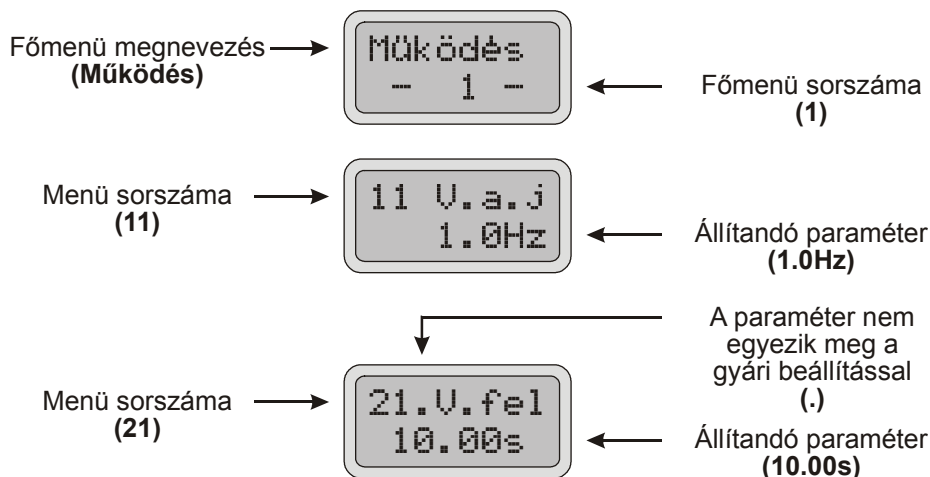 Főmenü megnevezés
(Működés)
Működés
- 1 -
Főmenü sorszáma
(1)
Menü sorszáma
(11)
11 V.a.j
1.0Hz
Állítandó paraméter
(1.0Hz)
A paraméter nem
egyezik meg a
gyári beállítással
(.)
Menü sorszáma
(21)
21.V.fel
10.00s
Állítandó paraméter
(10.00s)